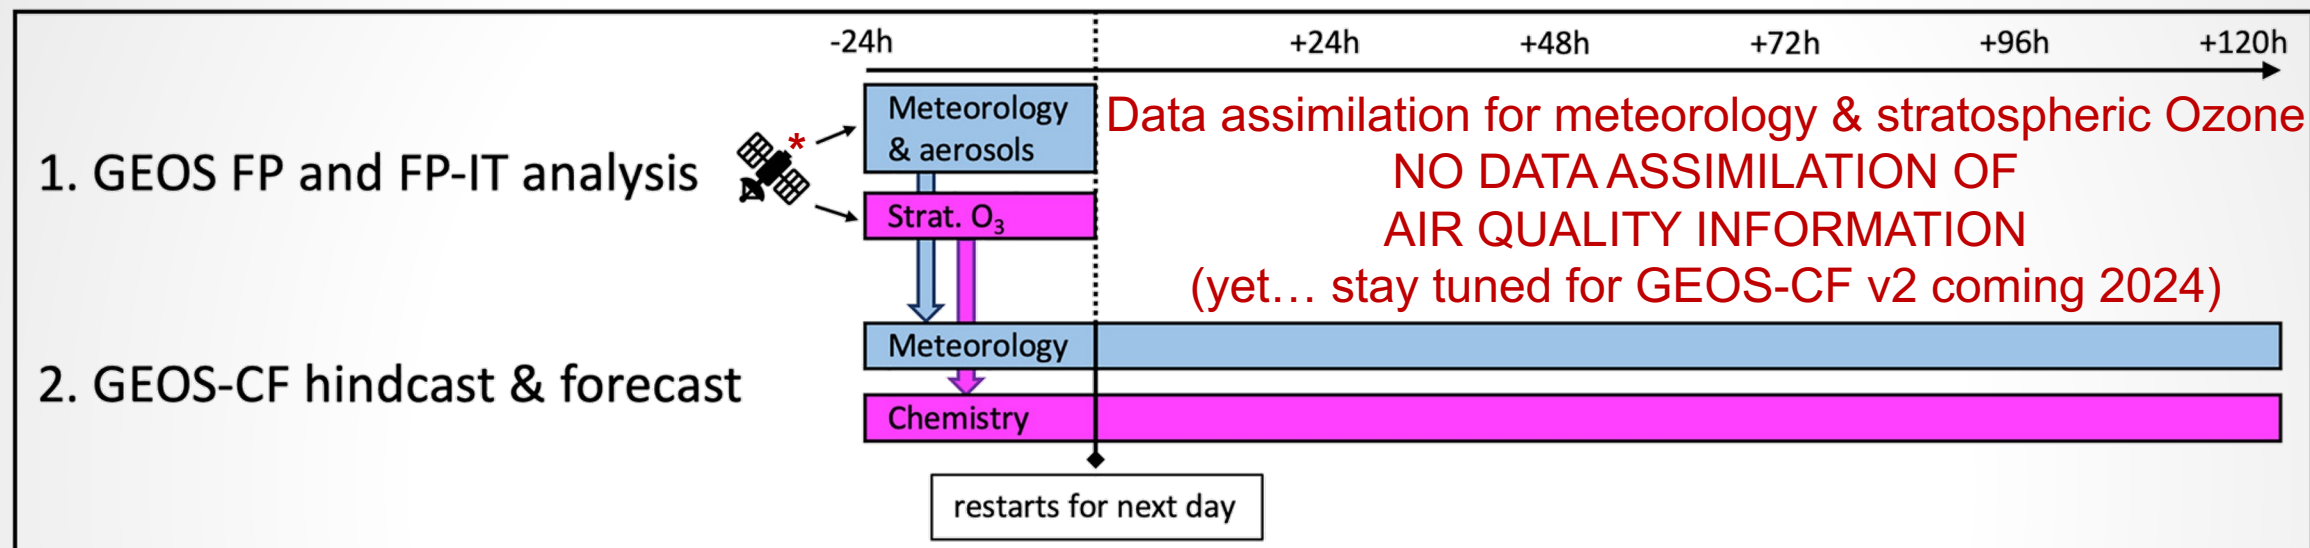 -24h +24h +48h +72h +96h +120h
1. GEOS FP and FP-IT analysis
*
Meteorology
& aerosols
Strat. O₃
Data assimilation for meteorology & stratospheric Ozone
NO DATA ASSIMILATION OF
AIR QUALITY INFORMATION
(yet… stay tuned for GEOS-CF v2 coming 2024)
2. GEOS-CF hindcast & forecast
Meteorology
Chemistry
restarts for next day